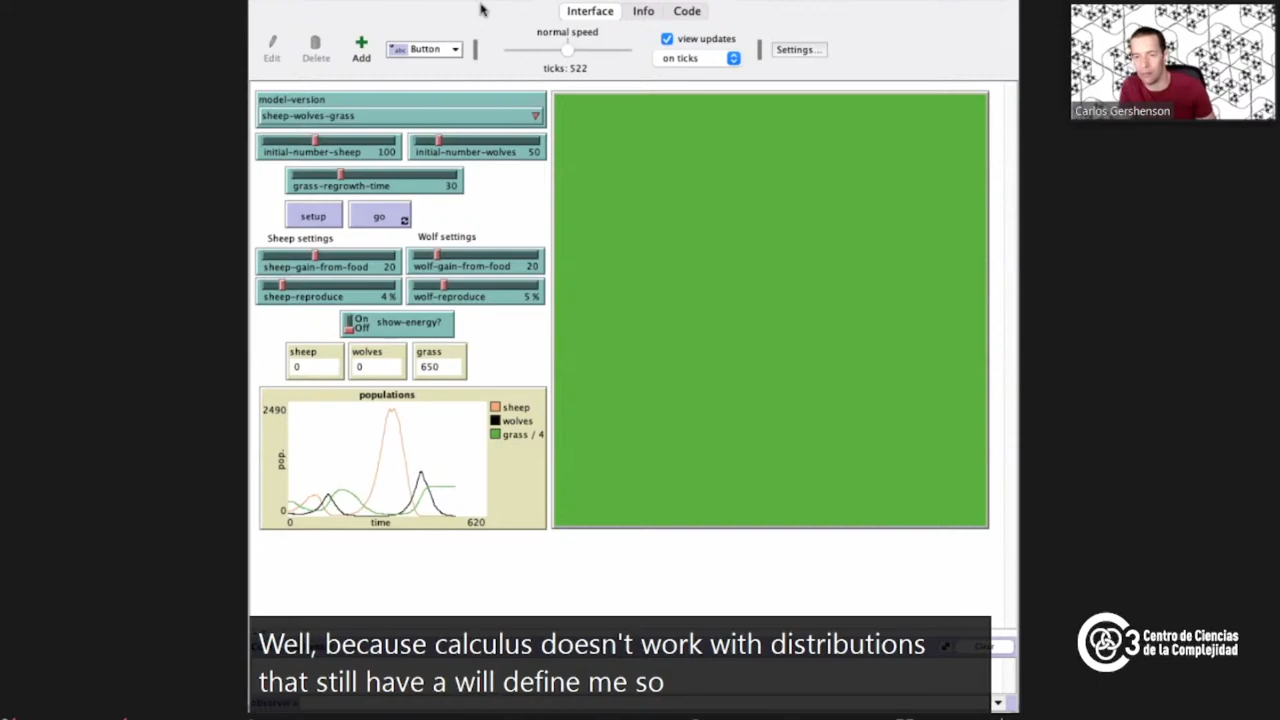 Interface Info Code
normal speed
view updates
Edit Delete Add abc Button on ticks Settings...
ticks: 522
Carlos Gershenson
model-version
sheep-wolves-grass
initial-number-sheep 100 initial-number-wolves 50
grass-regrowth-time 30
setup go
Sheep settings Wolf settings
sheep-gain-from-food 20 wolf-gain-from-food 20
sheep-reproduce 4 % wolf-reproduce 5 %
On
Off show-energy?
sheep wolves grass
0 0 650
populations
2490
pop.
0
0 time 620
sheep
wolves
grass / 4
Well, because calculus doesn't work with distributions
that still have a will define me so
C3 Centro de Ciencias
de la Complejidad